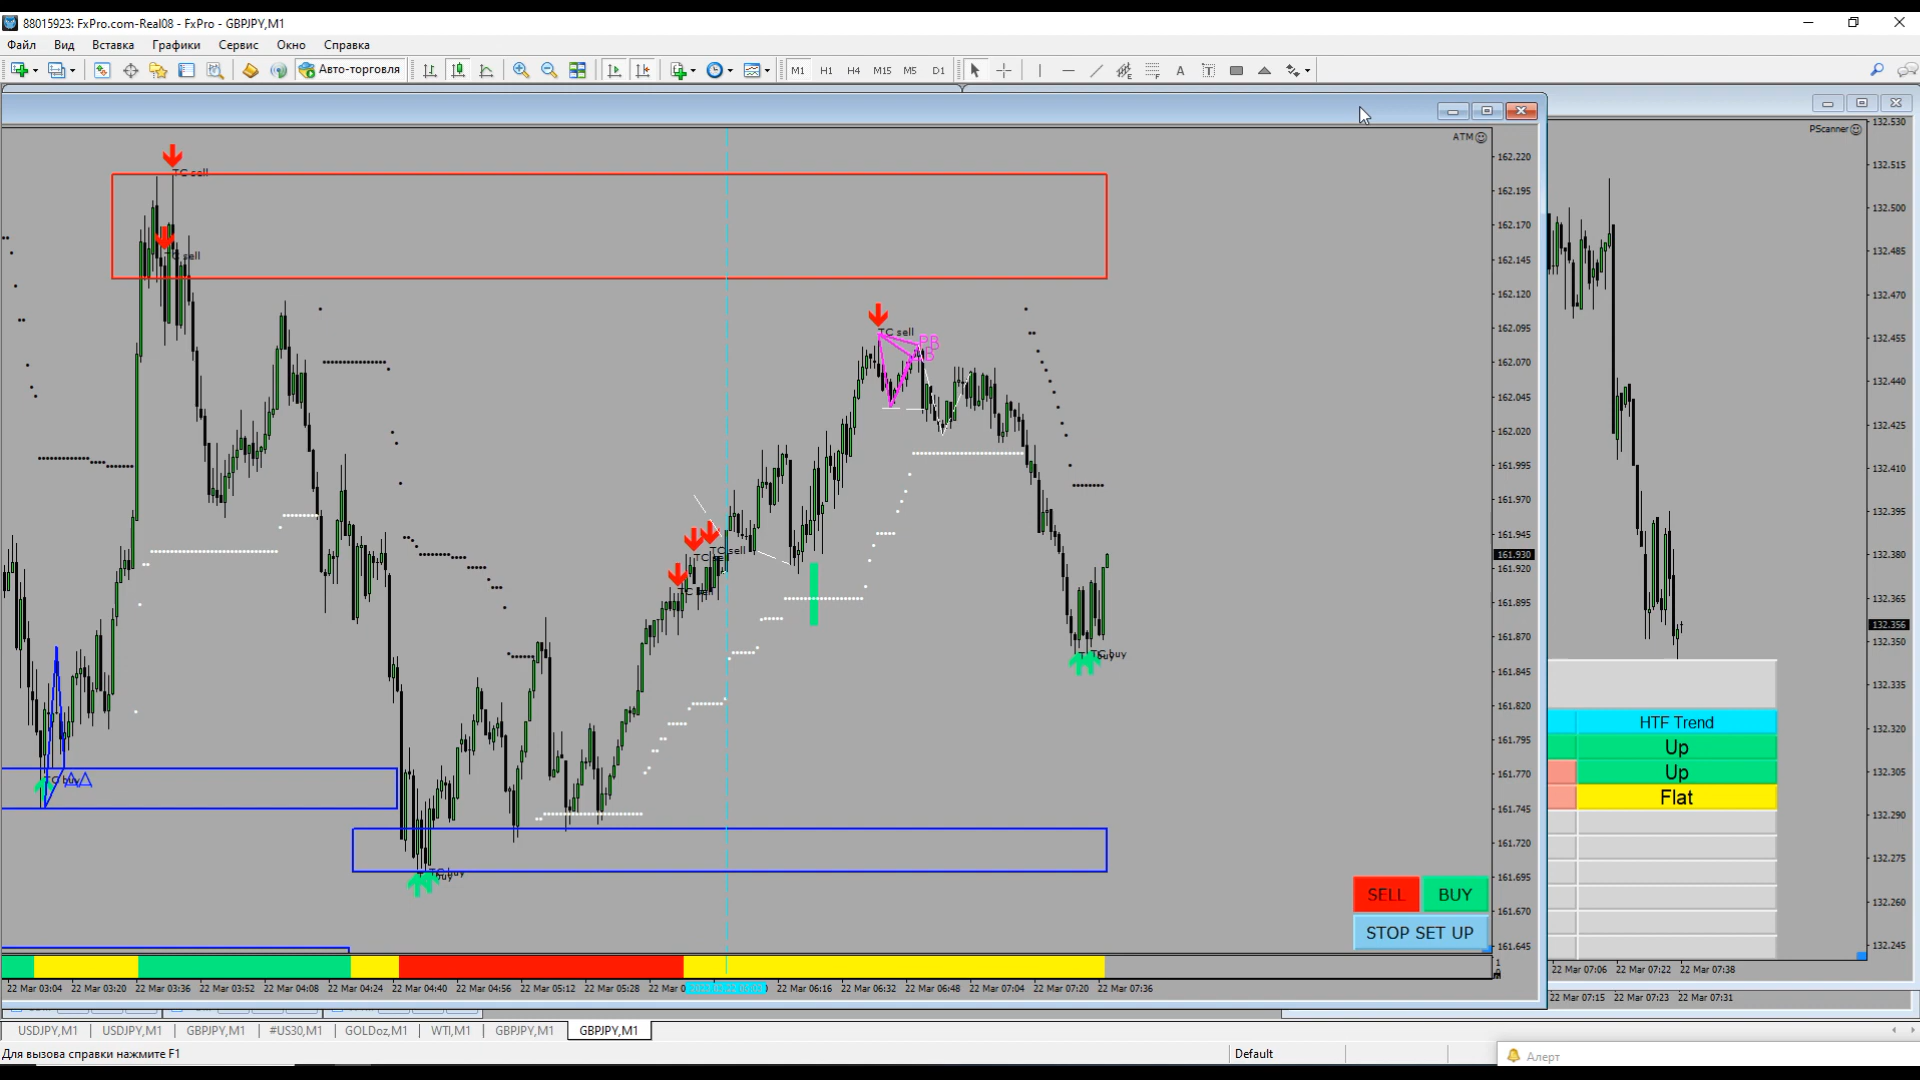 88015923: FxPro.com-Real08 - FxPro - GBPJPY,M1
Файл Вид Вставка Графики Сервис Окно Справка
Авто-торговля
M1 H1 H4 M15 M5 D1
ATM
PScanner
TC sell
TC sell
TC sell
PB
TC sell
TC buy
TC buy
TC buy
162.220
162.195
162.170
162.145
162.120
162.095
162.070
162.045
162.020
161.995
161.970
161.945
161.930
161.920
161.895
161.870
161.845
161.820
161.795
161.770
161.745
161.720
161.695
161.670
161.645
132.530
132.515
132.500
132.485
132.470
132.455
132.440
132.425
132.410
132.395
132.380
132.365
132.356
132.350
132.335
132.320
132.305
132.290
132.275
132.260
132.245
HTF Trend
Up
Up
Flat
SELL BUY
STOP SET UP
22 Mar 03:04 22 Mar 03:20 22 Mar 03:36 22 Mar 03:52 22 Mar 04:08 22 Mar 04:24 22 Mar 04:40 22 Mar 04:56 22 Mar 05:12 22 Mar 05:28 22 Mar 0 22 Mar 06:16 22 Mar 06:32 22 Mar 06:48 22 Mar 07:04 22 Mar 07:20 22 Mar 07:36
22 Mar 07:06 22 Mar 07:22 22 Mar 07:38
22 Mar 07:15 22 Mar 07:23 22 Mar 07:31
USDJPY,M1 USDJPY,M1 GBPJPY,M1 #US30,M1 GOLDoz,M1 WTI,M1 GBPJPY,M1 GBPJPY,M1
Для вызова справки нажмите F1
Default
Алерт